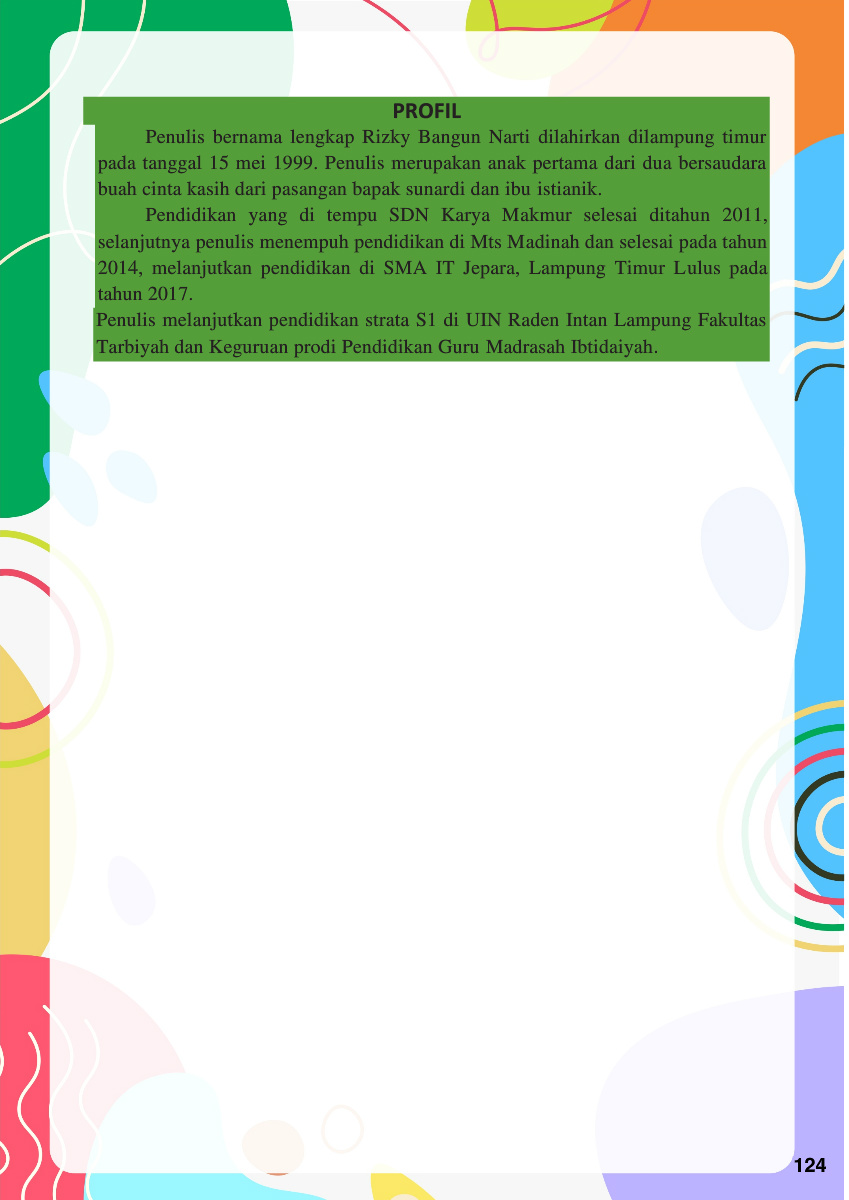 PROFIL
Penulis bernama lengkap Rizky Bangun Narti dilahirkan dilampung timur
pada tanggal 15 mei 1999. Penulis merupakan anak pertama dari dua bersaudara
buah cinta kasih dari pasangan bapak sunardi dan ibu istianik.
Pendidikan yang di tempu SDN Karya Makmur selesai ditahun 2011,
selanjutnya penulis menempuh pendidikan di Mts Madinah dan selesai pada tahun
2014, melanjutkan pendidikan di SMA IT Jepara, Lampung Timur Lulus pada
tahun 2017.
Penulis melanjutkan pendidikan strata S1 di UIN Raden Intan Lampung Fakultas
Tarbiyah dan Keguruan prodi Pendidikan Guru Madrasah Ibtidaiyah.
124